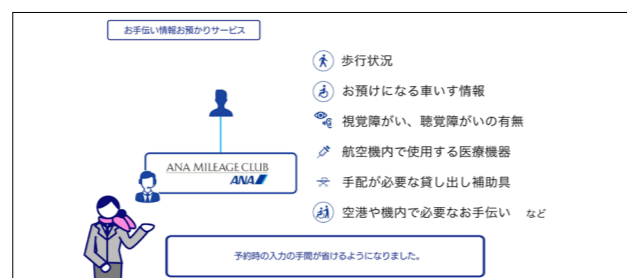 お手伝い情報お預かりサービス
歩行状況
お預けになる車いす情報
視覚障がい、聴覚障がいの有無
航空機内で使用する医療機器
手配が必要な貸し出し補助具
空港や機内で必要なお手伝い など
ANA MILEAGE CLUB
ANA
予約時の入力の手間が省けるようになりました。